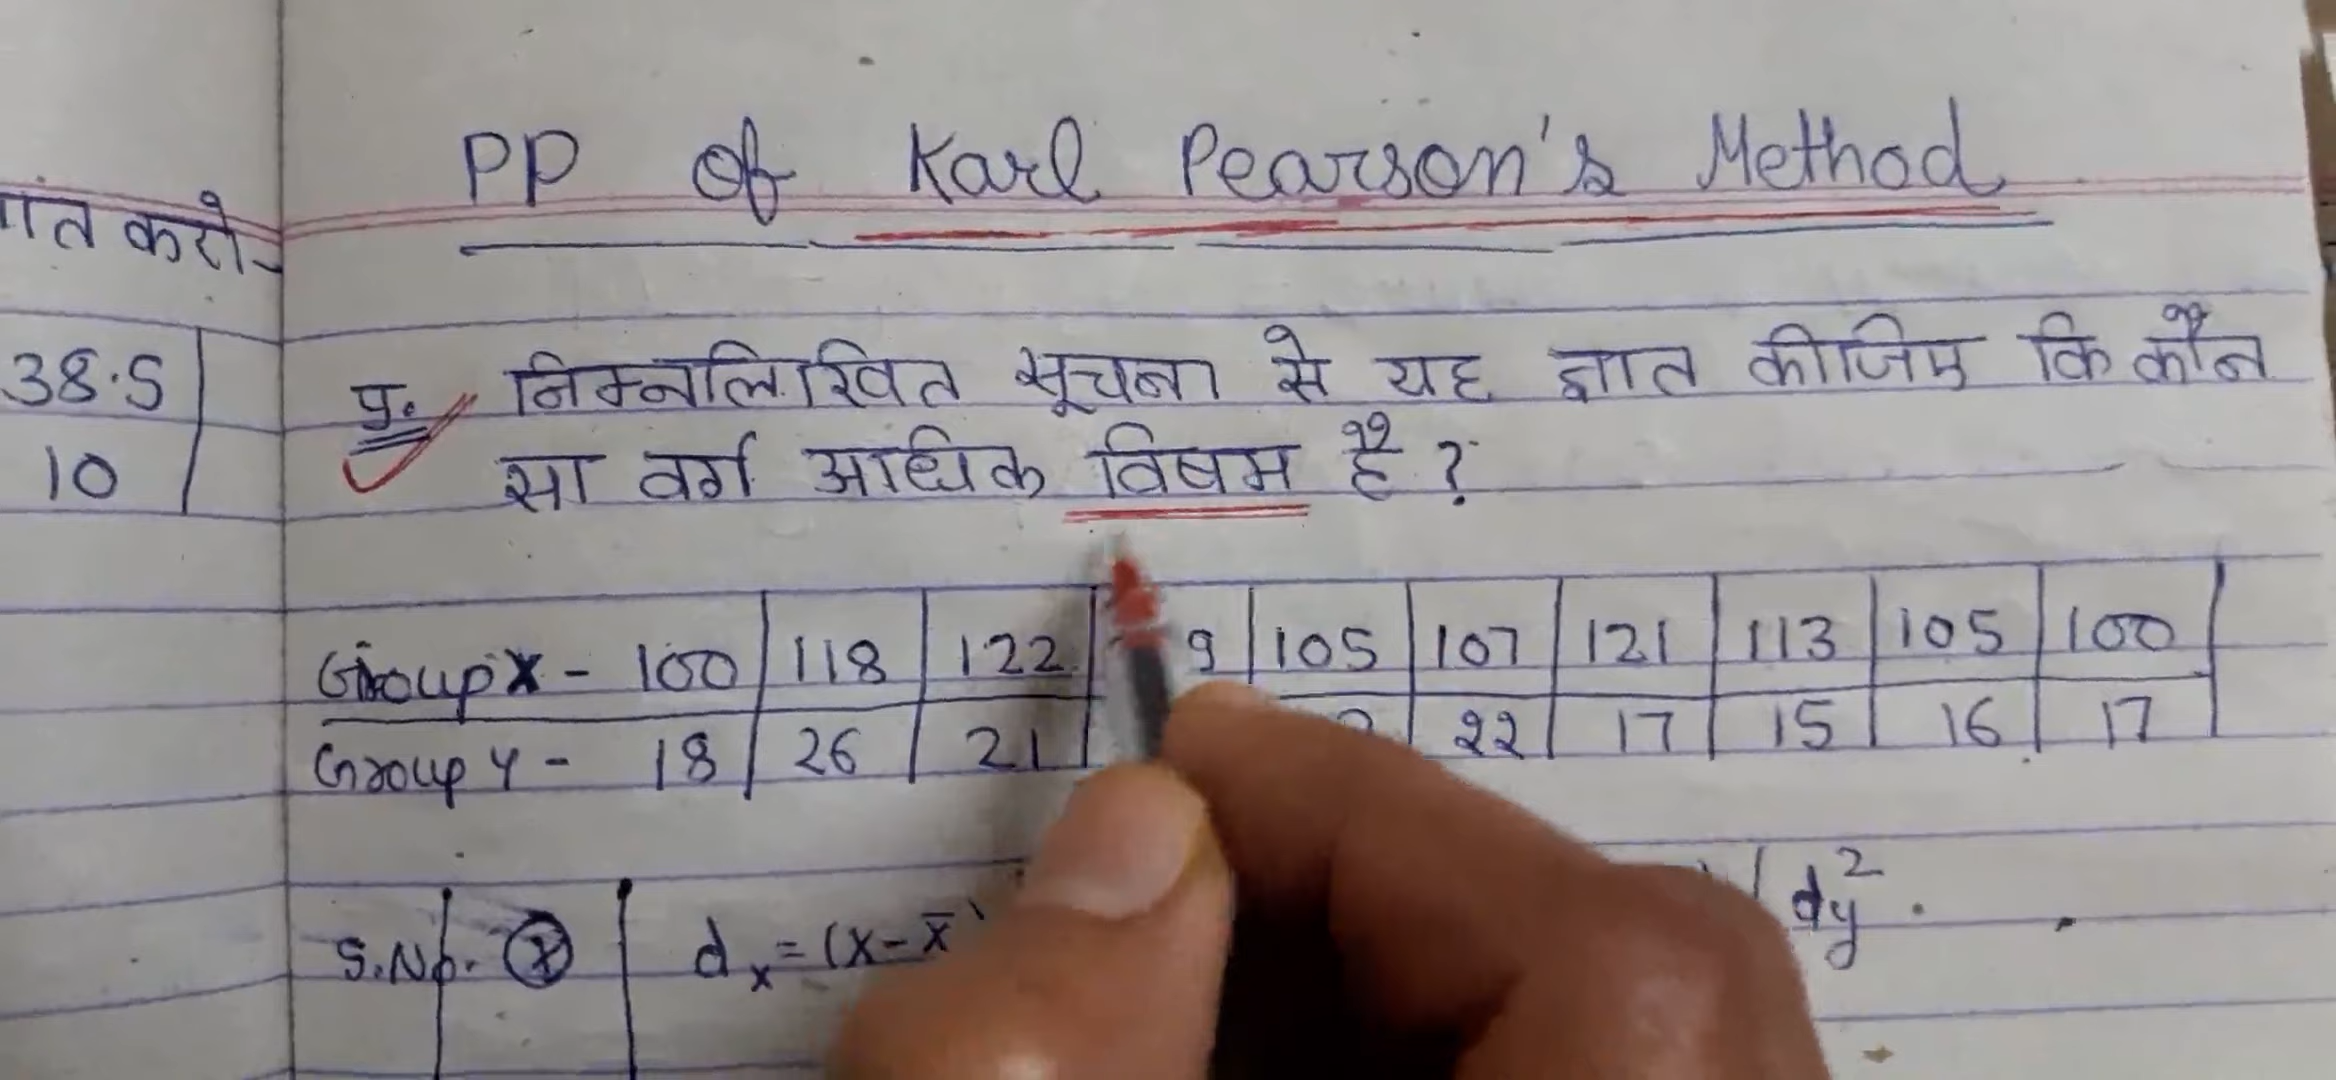 PP of Karl Pearson's Method
ात करो-
38.5
10
प्र. निम्नलिखित सूचना से यह ज्ञात कीजिए कि कौन
सा वर्ग अधिक विषम है ?
Group X - 100 118 122 9 105 107 121 113 105 100
Group Y - 18 26 21 22 17 15 16 17
S.No. X dx = (x - x̄) dy²